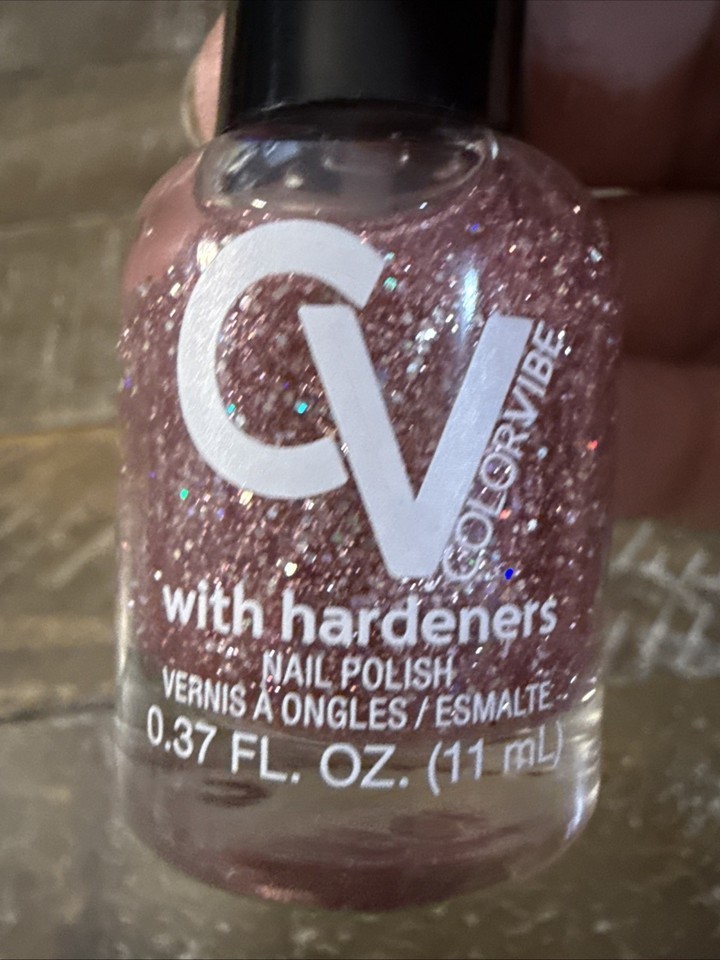 CV
COLORVIBE
with hardeners
NAIL POLISH
VERNIS À ONGLES / ESMALTE
0.37 FL. OZ. (11 mL)